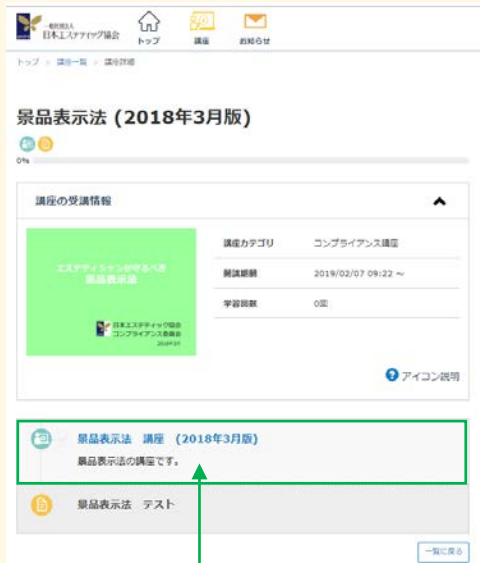 一般社団法人
日本エステティック協会
トップ
講座
お知らせ
トップ > 講座一覧 > 講座詳細
景品表示法 (2018年3月版)
0%
講座の受講情報
エステティシャンが守るべき
景品表示法
日本エステティック協会
コンプライアンス委員会
講座カテゴリ
コンプライアンス講座
開講期間
2019/02/07 09:22 ～
学習回数
0回
アイコン説明
景品表示法 講座 (2018年3月版)
景品表示法の講座です。
景品表示法 テスト
一覧に戻る